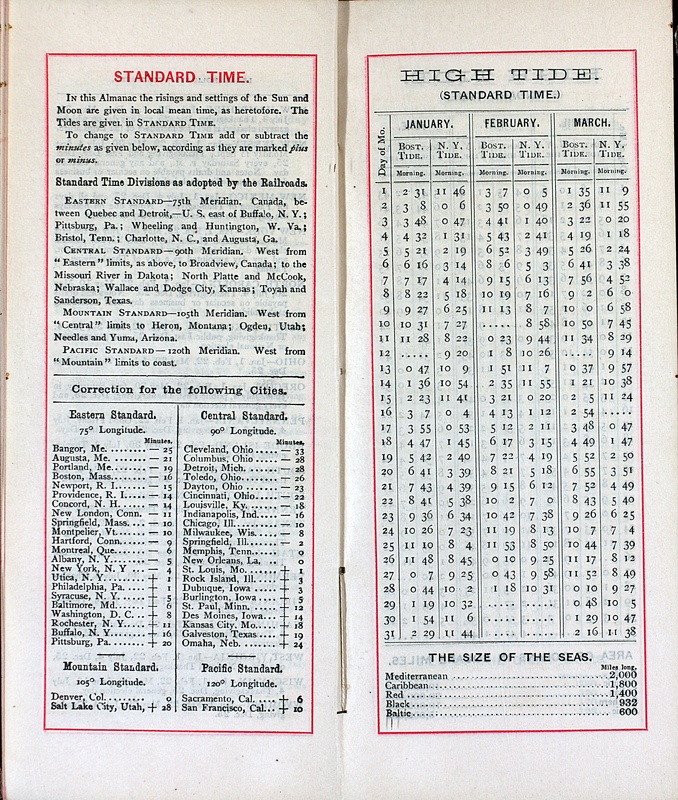 STANDARD TIME.
In this Almanac the risings and settings of the Sun and
Moon are given in local mean time, as heretofore. The
Tides are given in STANDARD TIME.
To change to STANDARD TIME add or subtract the
minutes as given below, according as they are marked plus
or minus.
Standard Time Divisions as adopted by the Railroads.
EASTERN STANDARD—75th Meridian. Canada, be-
tween Quebec and Detroit,—U. S. east of Buffalo, N. Y.;
Pittsburg, Pa.; Wheeling and Huntington, W. Va.;
Bristol, Tenn.; Charlotte, N. C., and Augusta, Ga.
CENTRAL STANDARD—90th Meridian. West from
"Eastern" limits, as above, to Broadview, Canada; to the
Missouri River in Dakota; North Platte and McCook,
Nebraska; Wallace and Dodge City, Kansas; Toyah and
Sanderson, Texas.
MOUNTAIN STANDARD—105th Meridian. West from
"Central" limits to Heron, Montana; Ogden, Utah;
Needles and Yuma, Arizona.
PACIFIC STANDARD—120th Meridian. West from
"Mountain" limits to coast.
Correction for the following Cities.
Eastern Standard.
75° Longitude.
Minutes.
Bangor, Me. ........ — 25
Augusta, Me. ...... — 21
Portland, Me....... — 19
Boston, Mass....... — 16
Newport, R. I...... — 15
Providence, R. I.... — 14
Concord, N. H. .... — 14
New London, Conn. — 11
Springfield, Mass.... — 10
Montpelier, Vt...... — 10
Hartford, Conn..... — 9
Montreal, Que...... — 6
Albany, N. Y....... — 5
New York, N. Y .... — 4
Utica, N. Y......... + 1
Philadelphia, Pa..... + 1
Syracuse, N. Y...... + 5
Baltimore, Md...... + 6
Washington, D. C... + 8
Rochester, N. Y..... + 11
Buffalo, N. Y....... + 16
Pittsburg, Pa....... + 20
Mountain Standard.
105° Longitude.
Denver, Col......... 0
Salt Lake City, Utah, + 28
Central Standard.
90° Longitude.
Minutes.
Cleveland, Ohio ..... — 33
Columbus, Ohio ..... — 28
Detroit, Mich. ...... — 28
Toledo, Ohio........ — 26
Dayton, Ohio ....... — 23
Cincinnati, Ohio..... — 22
Louisville, Ky. ...... — 18
Indianapolis, Ind.... — 16
Chicago, Ill......... — 10
Milwaukee, Wis..... — 8
Springfield, Ill....... — 2
Memphis, Tenn...... 0
New Orleans, La. .. 0
St. Louis, Mo....... + 1
Rock Island, Ill...... + 3
Dubuque, Iowa ..... + 3
Burlington, Iowa .... + 5
St. Paul, Minn. ..... + 12
Des Moines, Iowa... + 14
Kansas City, Mo..... + 18
Galveston, Texas ... + 19
Omaha, Neb. ....... + 24
Pacific Standard.
120° Longitude.
Sacramento, Cal..... + 6
San Francisco, Cal... + 10
HIGH TIDE.
(STANDARD TIME.)
Day of Mo. JANUARY. FEBRUARY. MARCH.
BOST. TIDE. N. Y. TIDE. BOST. TIDE. N. Y. TIDE. BOST. TIDE. N. Y. TIDE.
Morning. Morning. Morning. Morning. Morning. Morning.
1 2 31 11 46 3 7 0 5 1 35 11 9
2 3 8 0 6 3 50 0 49 2 36 11 55
3 3 48 0 47 4 41 1 40 3 22 0 20
4 4 32 1 31 5 43 2 41 4 19 1 18
5 5 21 2 19 6 52 3 49 5 26 2 24
6 6 16 3 14 8 6 5 3 6 41 3 38
7 7 17 4 14 9 15 6 13 7 56 4 52
8 8 22 5 18 10 19 7 16 9 2 6 0
9 9 27 6 25 11 13 8 7 10 0 6 58
10 10 31 7 27 ..... 8 58 10 50 7 45
11 11 28 8 22 0 23 9 44 11 34 8 29
12 ..... 9 20 1 8 10 26 ..... 9 14
13 0 47 10 9 1 51 11 7 0 37 9 57
14 1 36 10 54 2 35 11 55 1 21 10 38
15 2 23 11 41 3 21 0 20 2 5 11 24
16 3 7 0 4 4 13 1 12 2 54 .....
17 3 55 0 53 5 12 2 11 3 48 0 47
18 4 47 1 45 6 17 3 15 4 49 1 47
19 5 42 2 40 7 22 4 19 5 52 2 50
20 6 41 3 39 8 21 5 18 6 55 3 51
21 7 43 4 39 9 15 6 12 7 52 4 49
22 8 41 5 38 10 2 7 0 8 43 5 40
23 9 36 6 34 10 42 7 38 9 26 6 25
24 10 26 7 23 11 19 8 13 10 7 7 4
25 11 10 8 4 11 53 8 50 10 44 7 39
26 11 48 8 45 0 10 9 25 11 17 8 12
27 0 7 9 25 0 43 9 58 11 52 8 49
28 0 44 10 2 1 18 10 31 0 10 9 27
29 1 19 10 32 ..... ..... 0 48 10 5
30 1 54 11 6 ..... ..... 1 29 10 47
31 2 29 11 44 ..... ..... 2 16 11 38
THE SIZE OF THE SEAS.
Miles long.
Mediterranean ........ 2,000
Caribbean ........ 1,800
Red ........ 1,400
Black ........ 932
Baltic ........ 600